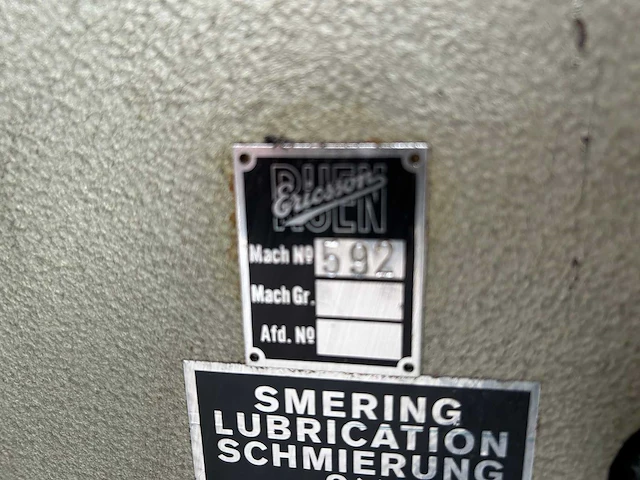 RIJEN
Ericsson
Mach Nº 592
Mach Gr.
Afd. Nº
SMERING
LUBRICATION
SCHMIERUNG